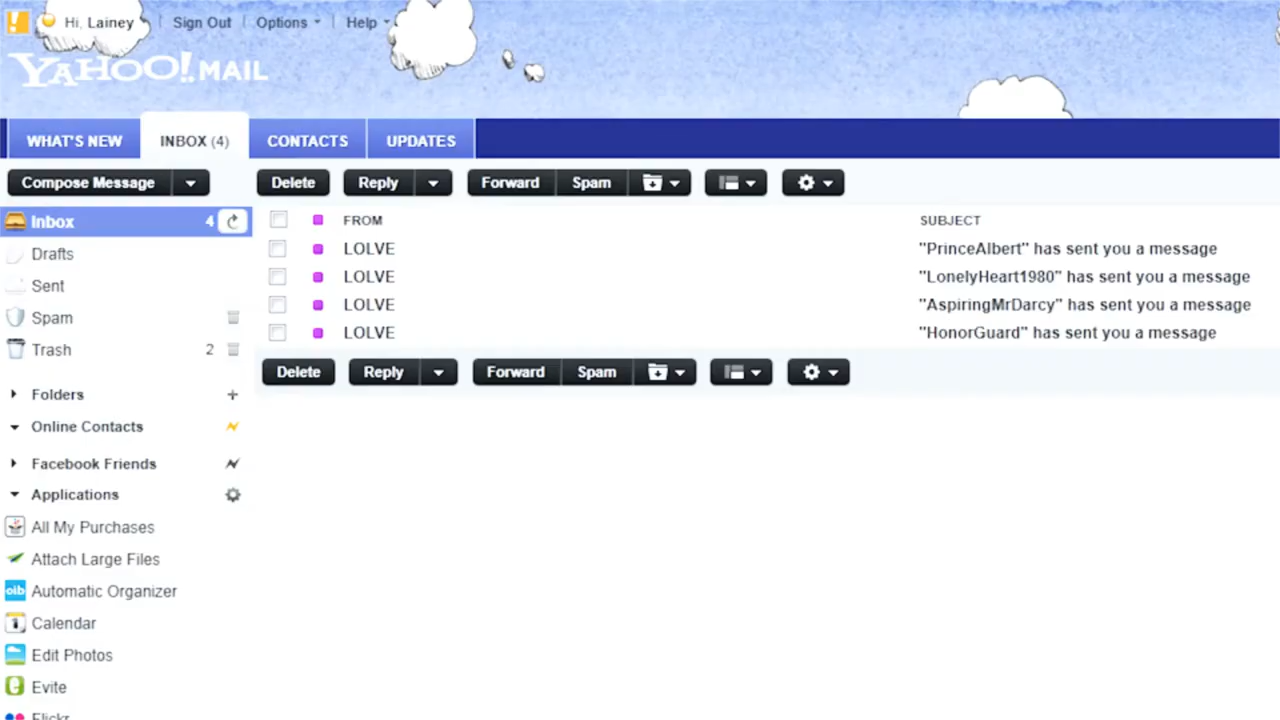 Hi, Lainey Sign Out Options Help
YAHOO! MAIL
WHAT'S NEW INBOX (4) CONTACTS UPDATES
Compose Message Delete Reply Forward Spam
Inbox 4
FROM SUBJECT
LOLVE "PrinceAlbert" has sent you a message
LOLVE "LonelyHeart1980" has sent you a message
LOLVE "AspiringMrDarcy" has sent you a message
LOLVE "HonorGuard" has sent you a message
Delete Reply Forward Spam
Drafts
Sent
Spam
Trash 2
Folders +
Online Contacts
Facebook Friends
Applications
All My Purchases
Attach Large Files
oib Automatic Organizer
Calendar
Edit Photos
Evite
Flickr